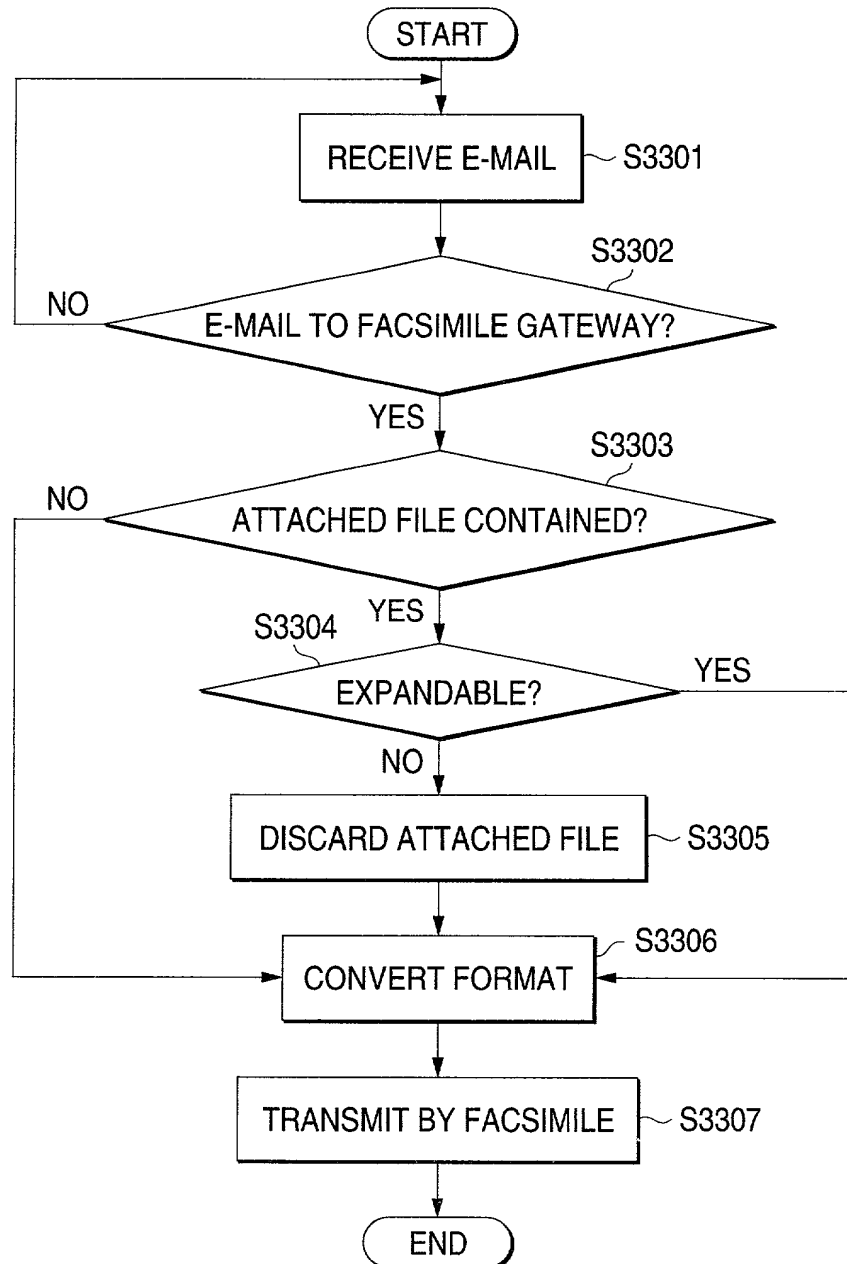 START
RECEIVE E-MAIL
S3301
S3302
NO
E-MAIL TO FACSIMILE GATEWAY?
YES
S3303
NO
ATTACHED FILE CONTAINED?
YES
S3304
EXPANDABLE?
YES
NO
DISCARD ATTACHED FILE
S3305
S3306
CONVERT FORMAT
TRANSMIT BY FACSIMILE
S3307
END